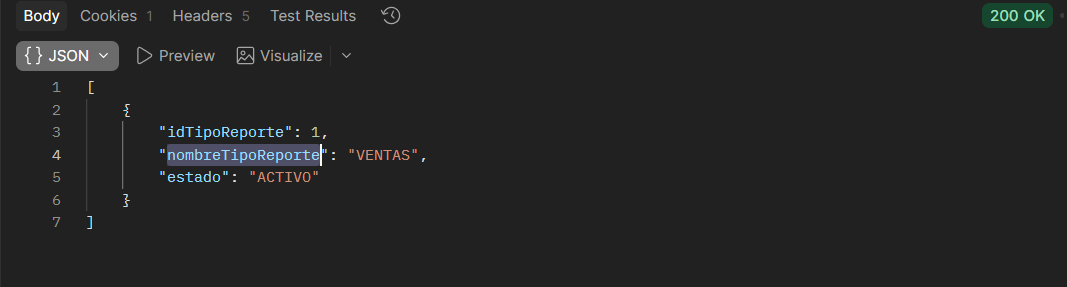 Body Cookies 1 Headers 5 Test Results 200 OK
{} JSON Preview Visualize
1 [
2 {
3 "idTipoReporte": 1,
4 "nombreTipoReporte": "VENTAS",
5 "estado": "ACTIVO"
6 }
7 ]